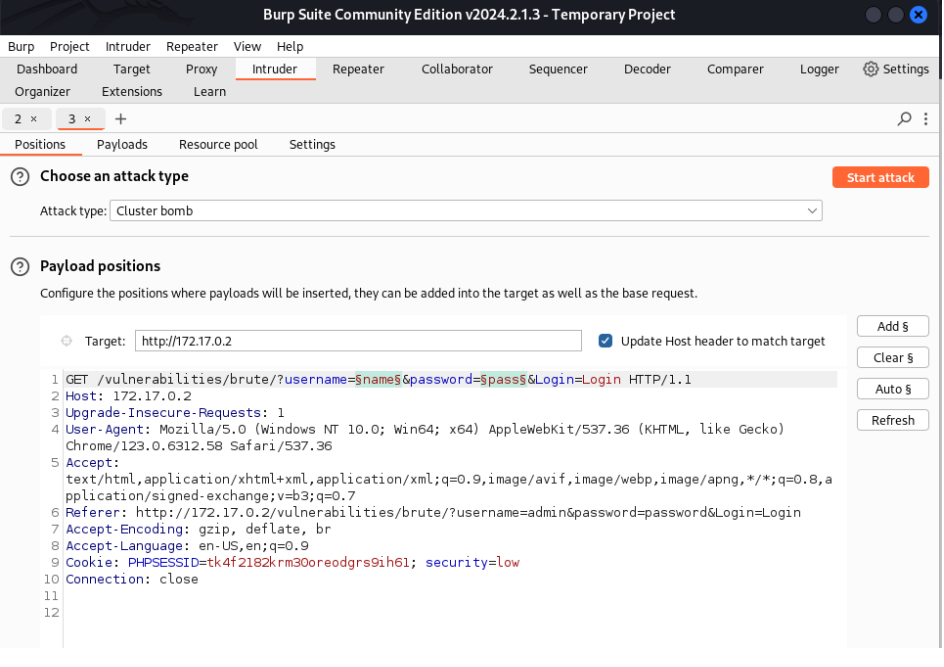 Burp Suite Community Edition v2024.2.1.3 - Temporary Project
Burp Project Intruder Repeater View Help
Dashboard Target Proxy Intruder Repeater Collaborator Sequencer Decoder Comparer Logger Settings
Organizer Extensions Learn
2 × 3 × +
Positions Payloads Resource pool Settings
? Choose an attack type
Start attack
Attack type: Cluster bomb
? Payload positions
Configure the positions where payloads will be inserted, they can be added into the target as well as the base request.
Target: http://172.17.0.2 Update Host header to match target
Add §
Clear §
Auto §
Refresh
1 GET /vulnerabilities/brute/?username=§name§&password=§pass§&Login=Login HTTP/1.1
2 Host: 172.17.0.2
3 Upgrade-Insecure-Requests: 1
4 User-Agent: Mozilla/5.0 (Windows NT 10.0; Win64; x64) AppleWebKit/537.36 (KHTML, like Gecko)
Chrome/123.0.6312.58 Safari/537.36
5 Accept:
text/html,application/xhtml+xml,application/xml;q=0.9,image/avif,image/webp,image/apng,*/*;q=0.8,a
pplication/signed-exchange;v=b3;q=0.7
6 Referer: http://172.17.0.2/vulnerabilities/brute/?username=admin&password=password&Login=Login
7 Accept-Encoding: gzip, deflate, br
8 Accept-Language: en-US,en;q=0.9
9 Cookie: PHPSESSID=tk4f2182krm30oreodgrs9ih61; security=low
10 Connection: close
11
12